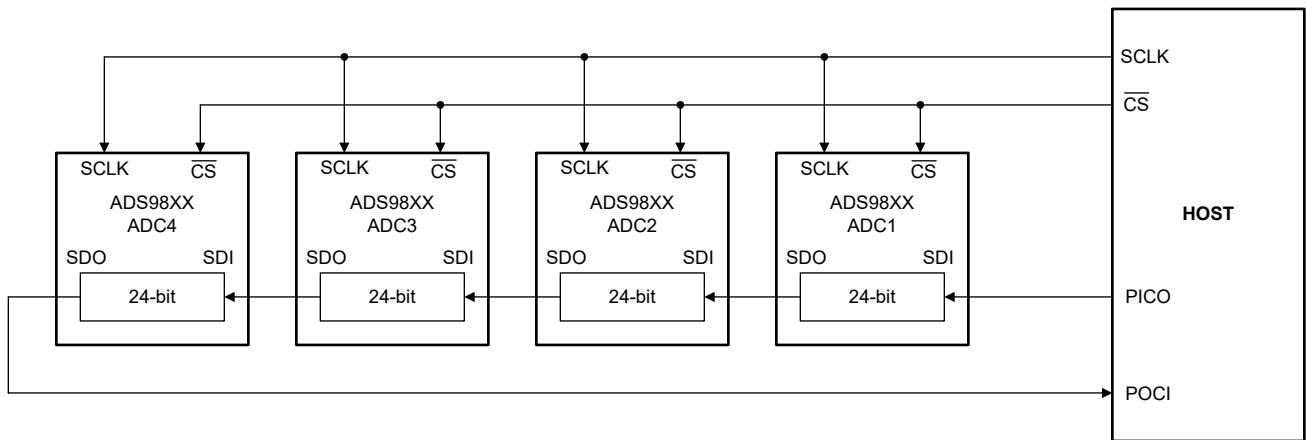 SCLK
CS
HOST
PICO
POCI
SCLK CS
ADS98XX
ADC4
SDO SDI
24-bit
SCLK CS
ADS98XX
ADC3
SDO SDI
24-bit
SCLK CS
ADS98XX
ADC2
SDO SDI
24-bit
SCLK CS
ADS98XX
ADC1
SDO SDI
24-bit